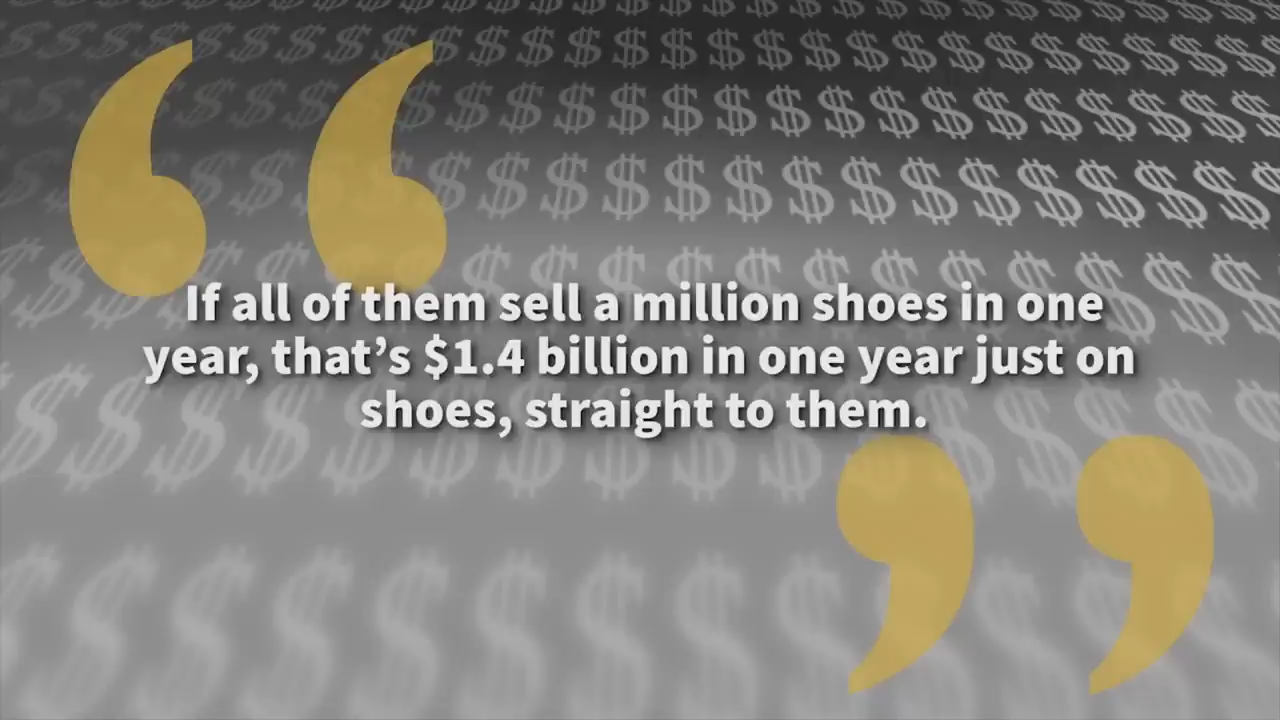 If all of them sell a million shoes in one
year, that’s $1.4 billion in one year just on
shoes, straight to them.